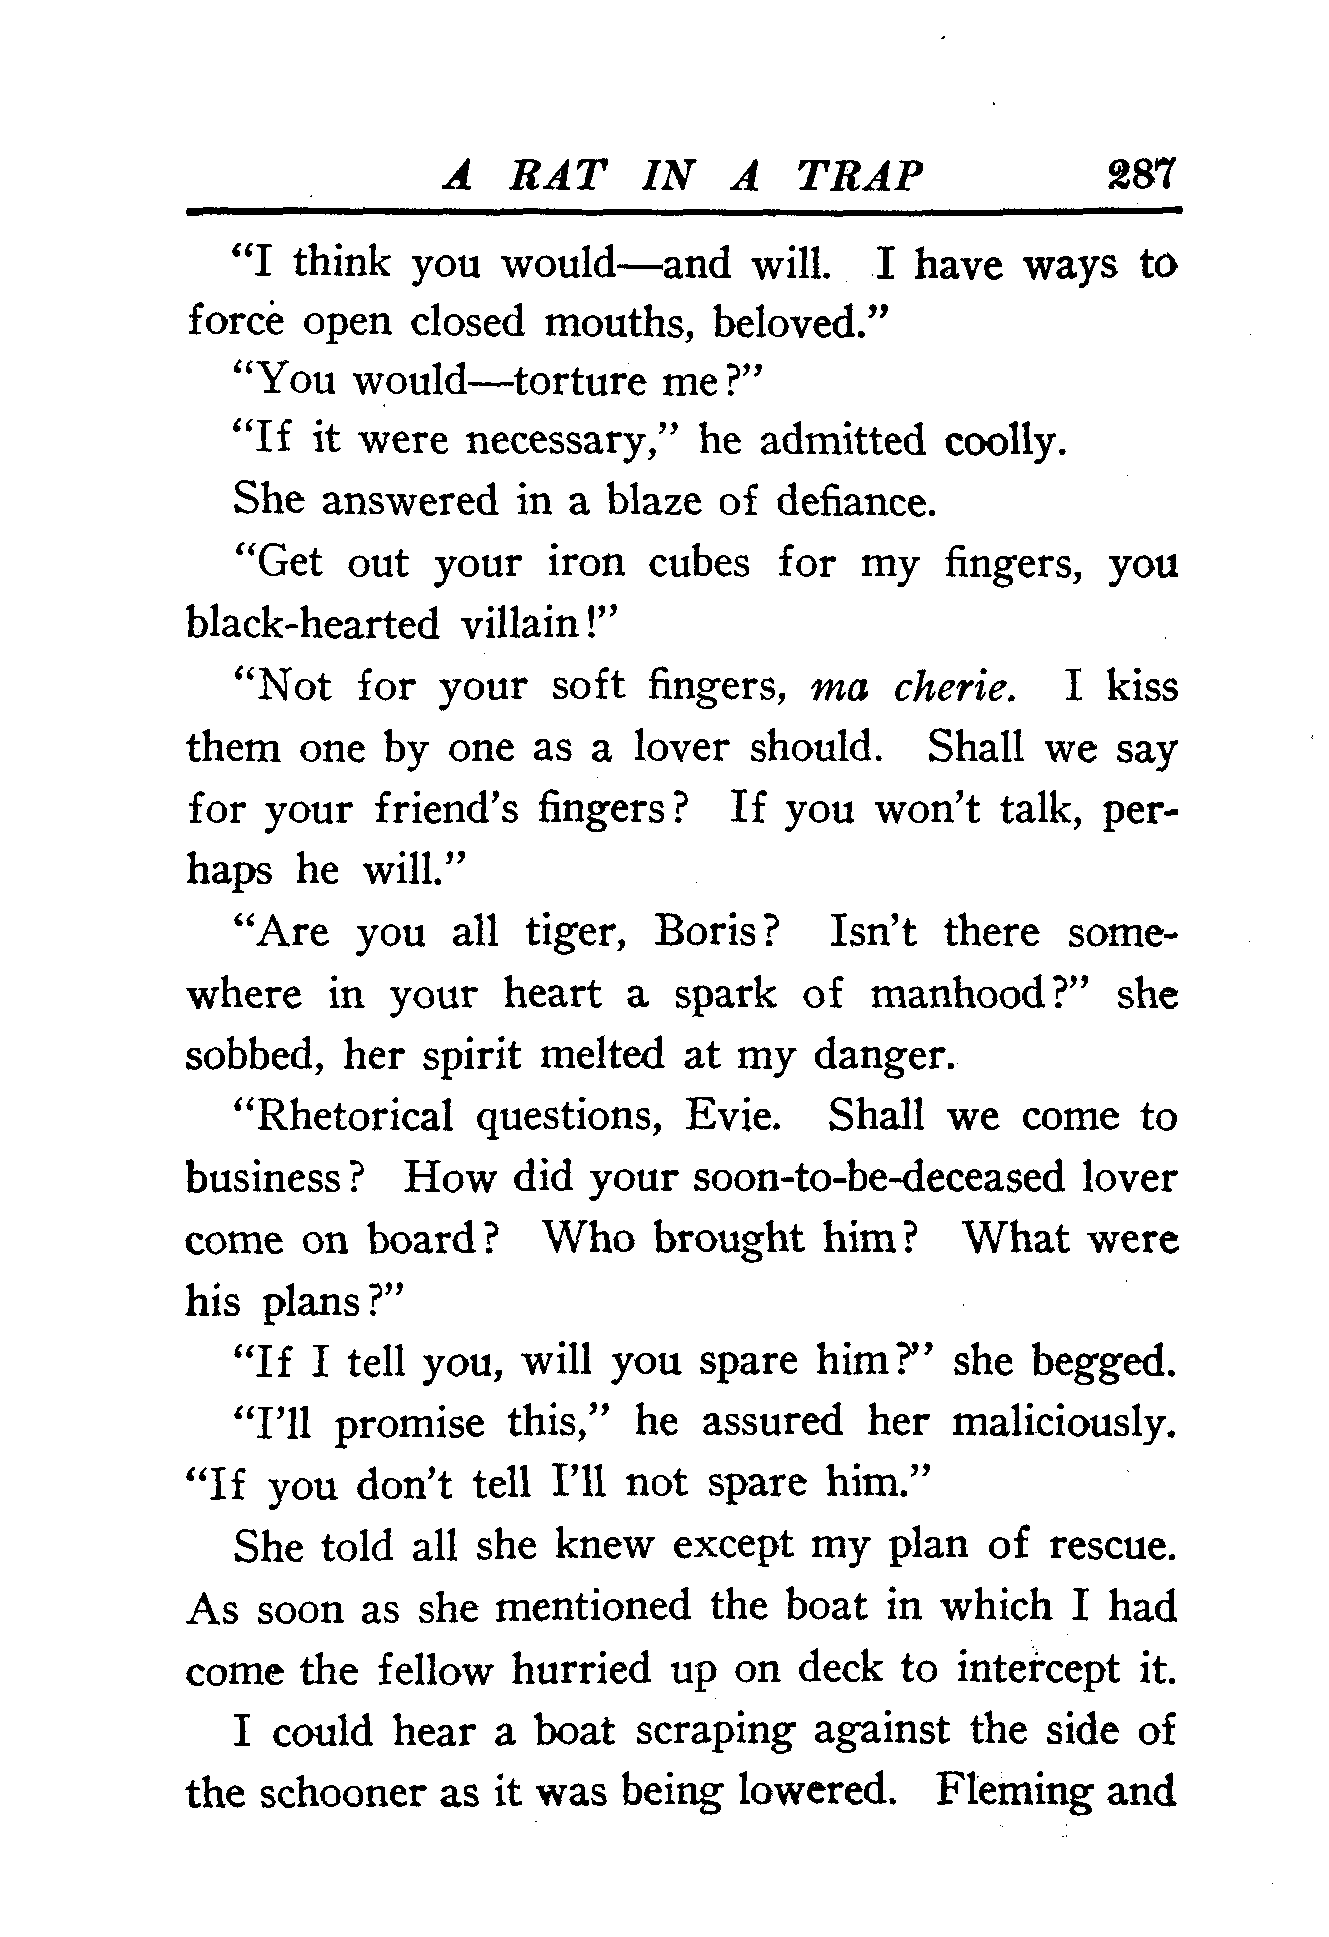 A RAT IN A TRAP 287
“I think you would—and will. I have ways to
force open closed mouths, beloved.”
“You would—torture me?”
“If it were necessary,” he admitted coolly.
She answered in a blaze of defiance.
“Get out your iron cubes for my fingers, you
black-hearted villain!”
“Not for your soft fingers, ma cherie. I kiss
them one by one as a lover should. Shall we say
for your friend’s fingers? If you won’t talk, per-
haps he will.”
“Are you all tiger, Boris? Isn’t there some-
where in your heart a spark of manhood?” she
sobbed, her spirit melted at my danger.
“Rhetorical questions, Evie. Shall we come to
business? How did your soon-to-be-deceased lover
come on board? Who brought him? What were
his plans?”
“If I tell you, will you spare him?” she begged.
“I’ll promise this,” he assured her maliciously.
“If you don’t tell I’ll not spare him.”
She told all she knew except my plan of rescue.
As soon as she mentioned the boat in which I had
come the fellow hurried up on deck to intercept it.
I could hear a boat scraping against the side of
the schooner as it was being lowered. Fleming and